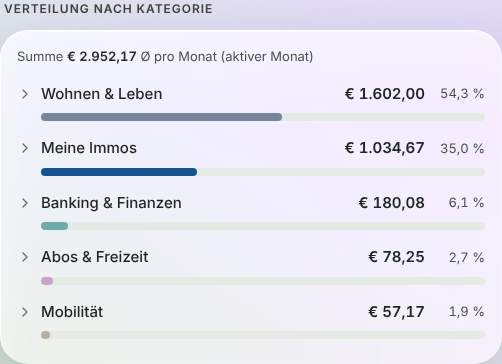 VERTEILUNG NACH KATEGORIE
Summe € 2.952,17 Ø pro Monat (aktiver Monat)
Wohnen & Leben € 1.602,00 54,3 %
Meine Immos € 1.034,67 35,0 %
Banking & Finanzen € 180,08 6,1 %
Abos & Freizeit € 78,25 2,7 %
Mobilität € 57,17 1,9 %